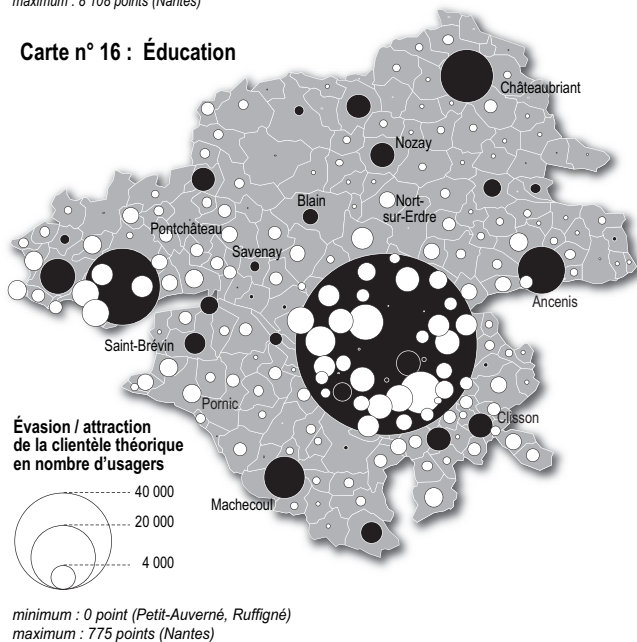 maximum : 8 108 points (Nantes)
Carte n° 16 : Éducation
Châteaubriant
Nozay
Blain
Nort-
sur-Erdre
Pontchâteau
Savenay
Ancenis
Saint-Brévin
Pornic
Clisson
Machecoul
Évasion / attraction
de la clientèle théorique
en nombre d'usagers
40 000
20 000
4 000
minimum : 0 point (Petit-Auverné, Ruffigné)
maximum : 775 points (Nantes)